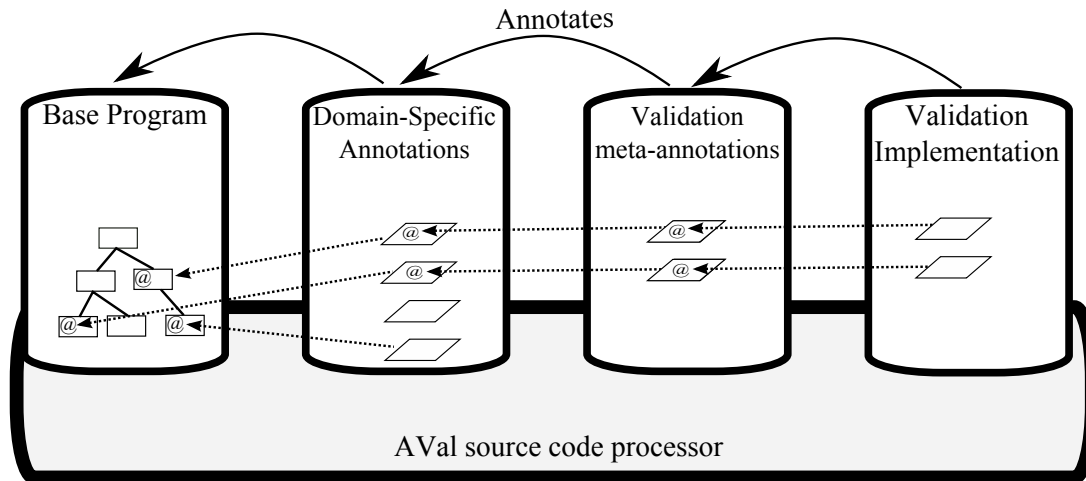 Annotates
Base Program
Domain-Specific
Annotations
Validation
meta-annotations
Validation
Implementation
@
@
@
@
@
@
@
AVal source code processor